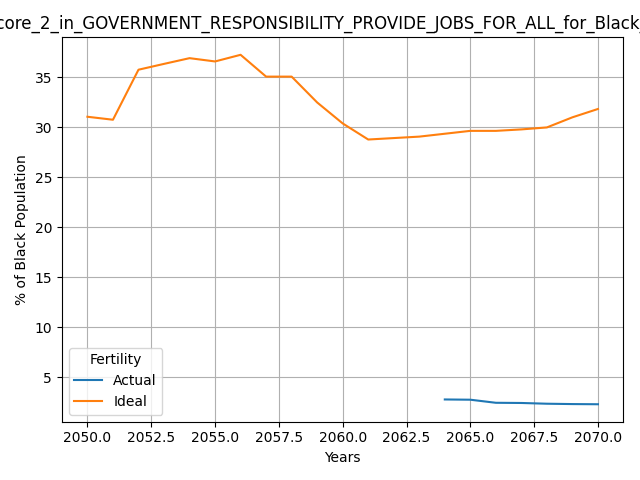 core_2_in_GOVERNMENT_RESPONSIBILITY_PROVIDE_JOBS_FOR_ALL_for_Black_
% of Black Population
35
30
25
20
15
10
5
Fertility
Actual
Ideal
2050.0 2052.5 2055.0 2057.5 2060.0 2062.5 2065.0 2067.5 2070.0
Years